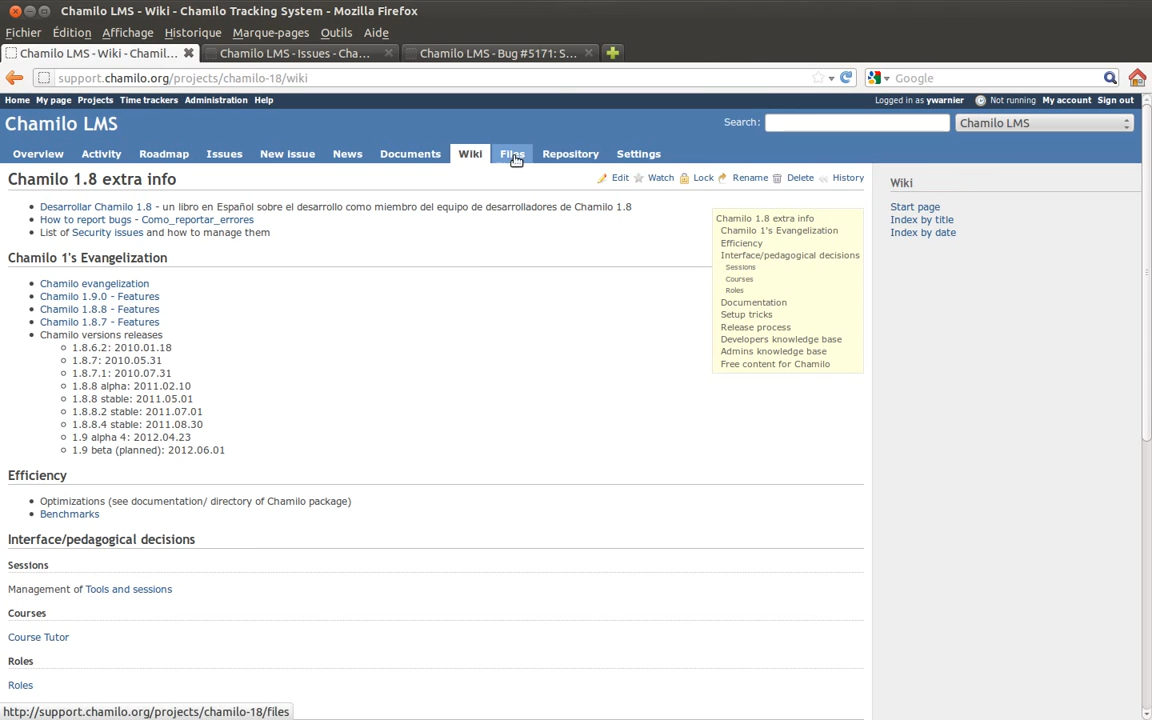 Chamilo LMS - Wiki - Chamilo Tracking System - Mozilla Firefox
Fichier Édition Affichage Historique Marque-pages Outils Aide
Chamilo LMS - Wiki - Chamil... Chamilo LMS - Issues - Cha... Chamilo LMS - Bug #5171: S...
support.chamilo.org/projects/chamilo-18/wiki Google
Home My page Projects Time trackers Administration Help Logged in as ywarnier Not running My account Sign out
Chamilo LMS Search: Chamilo LMS
Overview Activity Roadmap Issues New issue News Documents Wiki Files Repository Settings
Chamilo 1.8 extra info Edit Watch Lock Rename Delete History
Desarrollar Chamilo 1.8 - un libro en Español sobre el desarrollo como miembro del equipo de desarrolladores de Chamilo 1.8
How to report bugs - Como_reportar_errores
List of Security issues and how to manage them
Chamilo 1's Evangelization
Chamilo evangelization
Chamilo 1.9.0 - Features
Chamilo 1.8.8 - Features
Chamilo 1.8.7 - Features
Chamilo versions releases
1.8.6.2: 2010.01.18
1.8.7: 2010.05.31
1.8.7.1: 2010.07.31
1.8.8 alpha: 2011.02.10
1.8.8 stable: 2011.05.01
1.8.8.2 stable: 2011.07.01
1.8.8.4 stable: 2011.08.30
1.9 alpha 4: 2012.04.23
1.9 beta (planned): 2012.06.01
Efficiency
Optimizations (see documentation/ directory of Chamilo package)
Benchmarks
Interface/pedagogical decisions
Sessions
Management of Tools and sessions
Courses
Course Tutor
Roles
Roles
Chamilo 1.8 extra info
Chamilo 1's Evangelization
Efficiency
Interface/pedagogical decisions
Sessions
Courses
Roles
Documentation
Setup tricks
Release process
Developers knowledge base
Admins knowledge base
Free content for Chamilo
Wiki
Start page
Index by title
Index by date
http://support.chamilo.org/projects/chamilo-18/files